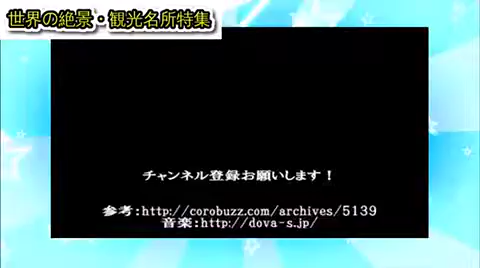 世界の絶景・観光名所特集
チャンネル登録お願いします！
参考:http://corobuzz.com/archives/5139
音楽:http://dova-s.jp/